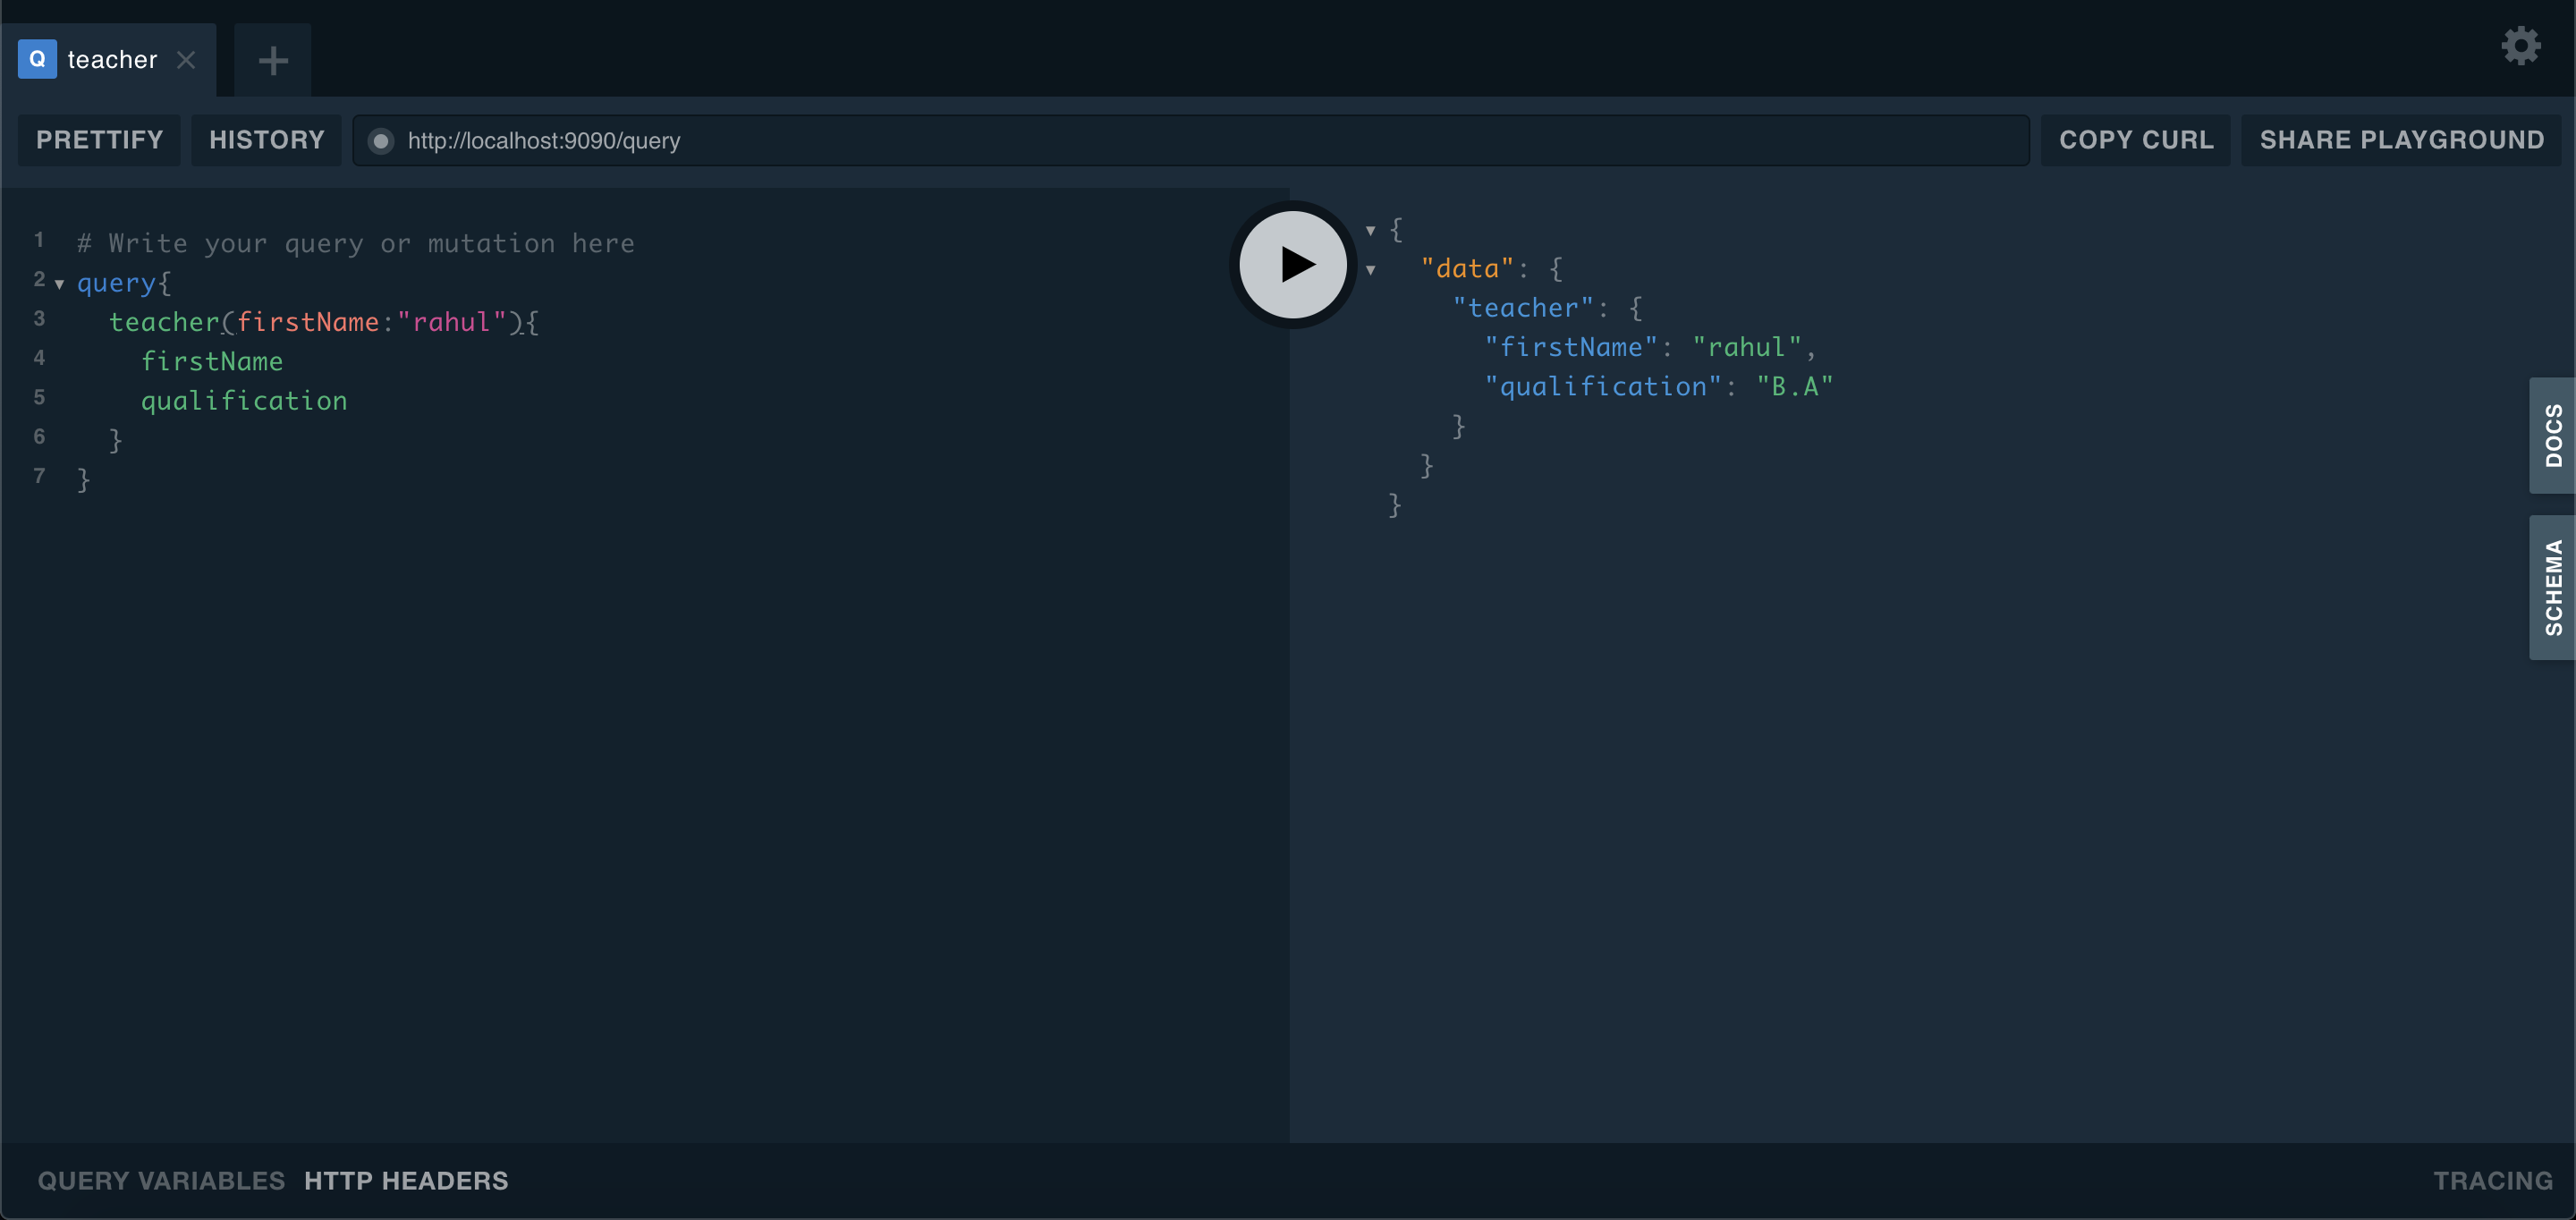 Q teacher
PRETTIFY HISTORY http://localhost:9090/query COPY CURL SHARE PLAYGROUND
1 # Write your query or mutation here
2 query{
3 teacher(firstName:"rahul"){
4 firstName
5 qualification
6 }
7 }
{
"data": {
"teacher": {
"firstName": "rahul",
"qualification": "B.A"
}
}
}
DOCS
SCHEMA
QUERY VARIABLES HTTP HEADERS TRACING